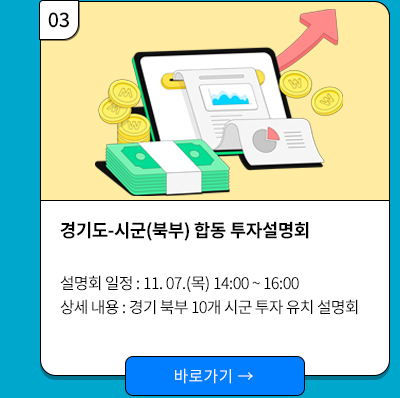 03
경기도-시군(북부) 합동 투자설명회
설명회 일정 : 11. 07.(목) 14:00 ~ 16:00
상세 내용 : 경기 북부 10개 시군 투자 유치 설명회
바로가기 →